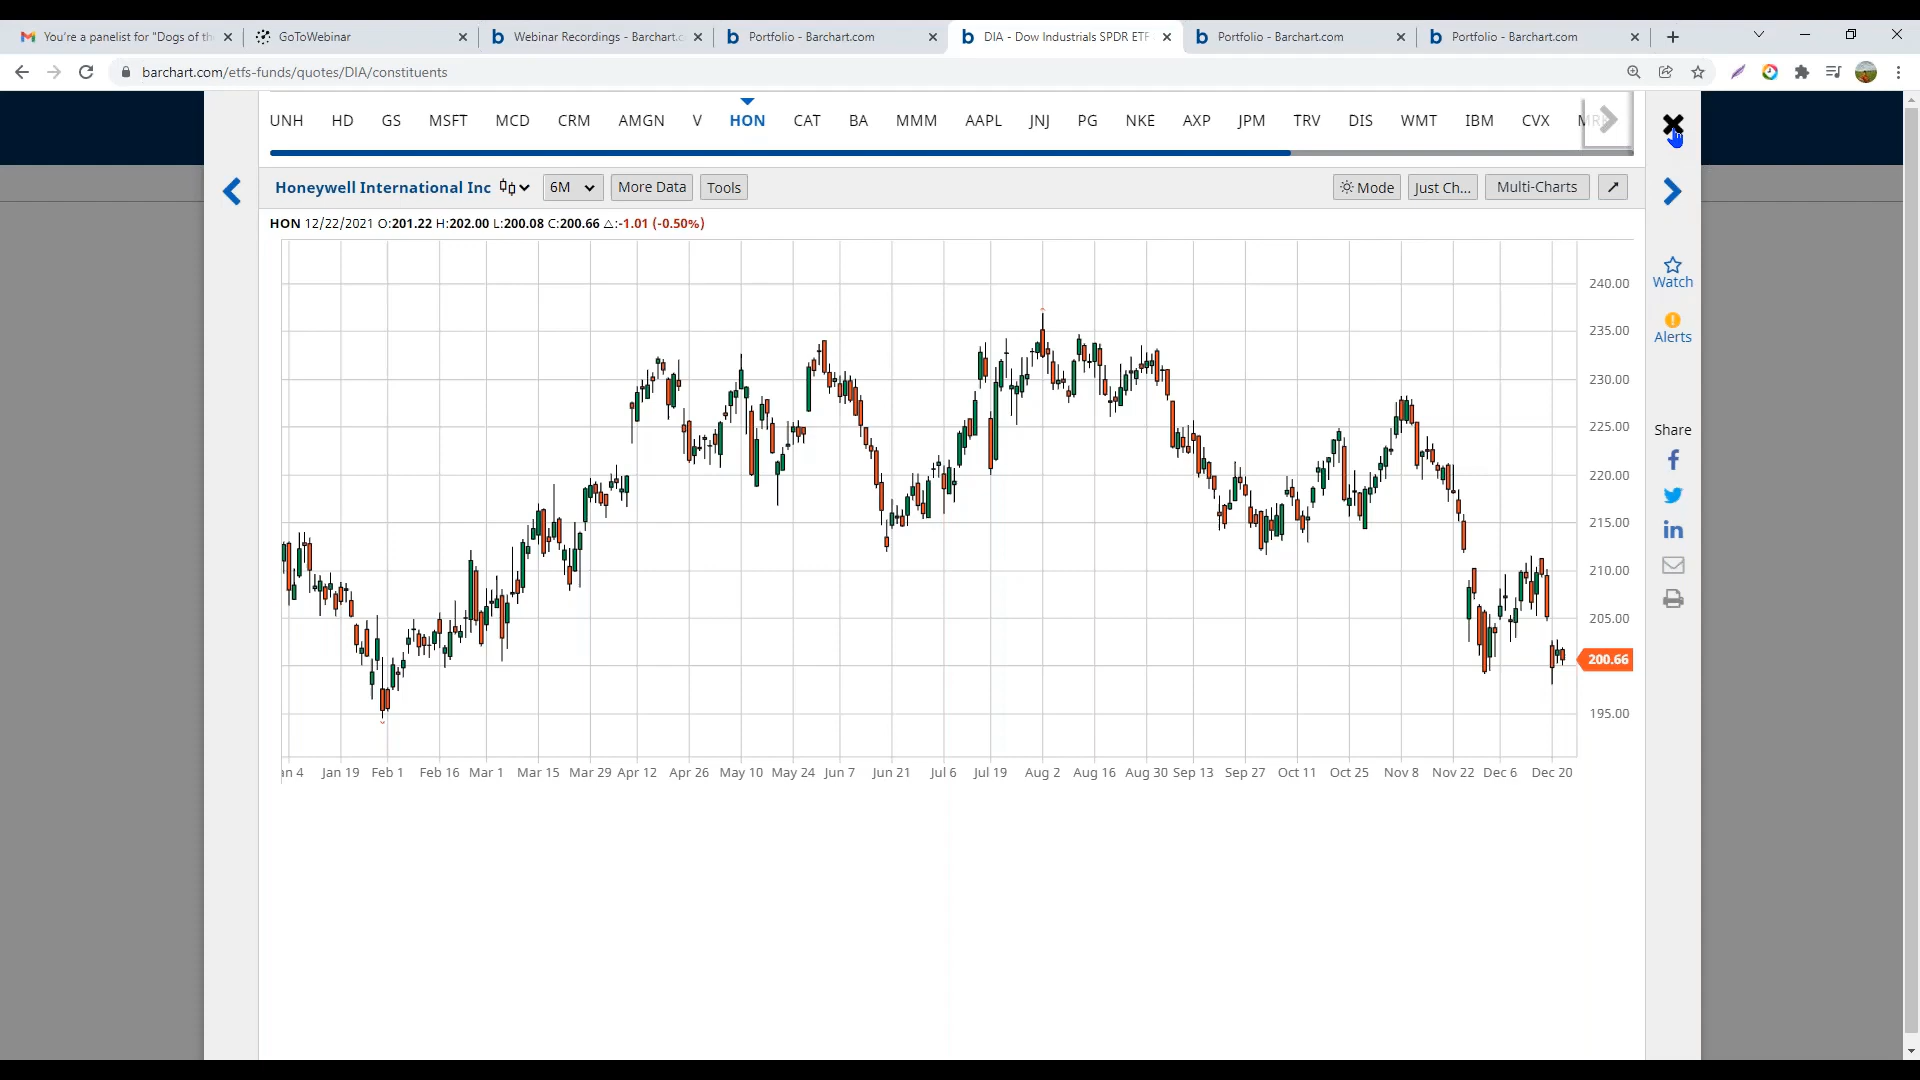 You're a panelist for "Dogs of th
GoToWebinar
Webinar Recordings - Barchart.c
Portfolio - Barchart.com
DIA - Dow Industrials SPDR ETF
Portfolio - Barchart.com
Portfolio - Barchart.com
barchart.com/etfs-funds/quotes/DIA/constituents
UNH HD GS MSFT MCD CRM AMGN V HON CAT BA MMM AAPL JNJ PG NKE AXP JPM TRV DIS WMT IBM CVX MR
Honeywell International Inc 6M More Data Tools Mode Just Ch... Multi-Charts
HON 12/22/2021 O:201.22 H:202.00 L:200.08 C:200.66 △:-1.01 (-0.50%)
240.00
235.00
230.00
225.00
220.00
215.00
210.00
205.00
200.66
195.00
an 4 Jan 19 Feb 1 Feb 16 Mar 1 Mar 15 Mar 29 Apr 12 Apr 26 May 10 May 24 Jun 7 Jun 21 Jul 6 Jul 19 Aug 2 Aug 16 Aug 30 Sep 13 Sep 27 Oct 11 Oct 25 Nov 8 Nov 22 Dec 6 Dec 20
Watch
Alerts
Share